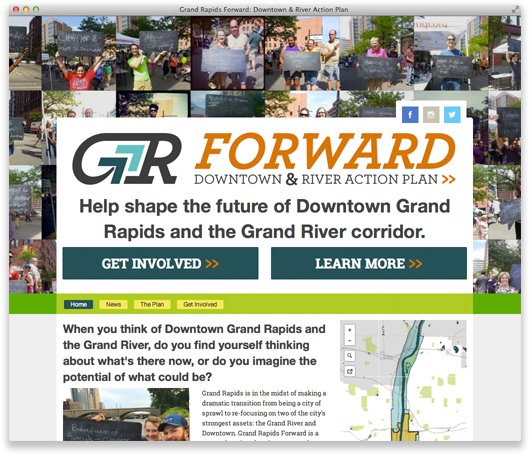 Grand Rapids Forward: Downtown & River Action Plan
GR FORWARD
DOWNTOWN & RIVER ACTION PLAN >>
Help shape the future of Downtown Grand
Rapids and the Grand River corridor.
GET INVOLVED >>
LEARN MORE >>
Home
News
The Plan
Get Involved
When you think of Downtown Grand Rapids and
the Grand River, do you find yourself thinking
about what's there now, or do you imagine the
potential of what could be?
Grand Rapids is in the midst of making a
dramatic transition from being a city of
sprawl to re-focusing on two of the city's
strongest assets: the Grand River and
Downtown. Grand Rapids Forward is a